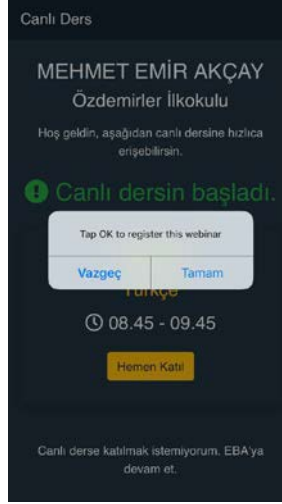 Canlı Ders
MEHMET EMİR AKÇAY
Özdemirler İlkokulu
Hoş geldin, aşağıdan canlı dersine hızlıca
erişebilirsin.
Canlı dersin başladı.
Tap OK to register this webinar
Vazgeç Tamam
Türkçe
08.45 - 09.45
Hemen Katıl
Canlı derse katılmak istemiyorum. EBA'ya
devam et.